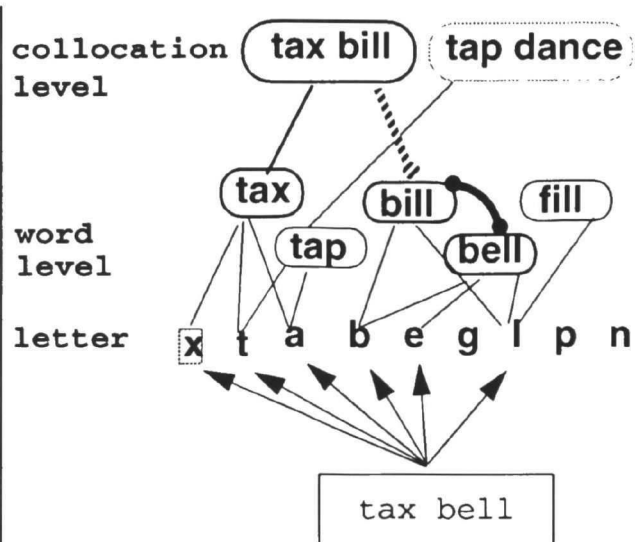 collocation level
tax bill
tap dance
word level
tax
bill
fill
tap
bell
letter
x t a b e g l p n
tax bell